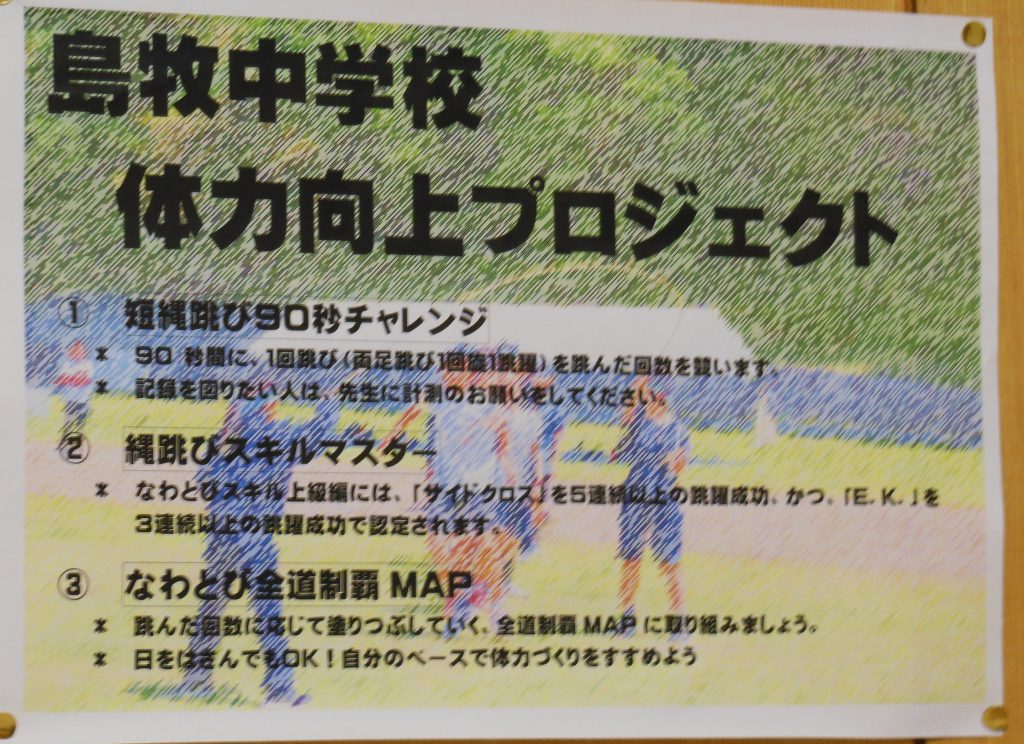 島牧中学校
体力向上プロジェクト
① 短縄跳び90秒チャレンジ
* 90秒間に、1回跳び(両足跳び1回旋1跳躍)を跳んだ回数を競います。
* 記録を図りたい人は、先生に計測のお願いをしてください。
② 縄跳びスキルマスター
* なわとびスキル上級編には、「サイドクロス」を5連続以上の跳躍成功、かつ、「E.K.」を
3連続以上の跳躍成功で認定されます。
③ なわとび全道制覇MAP
* 跳んだ回数に応じて塗りつぶしていく、全道制覇MAPに取り組みましょう。
* 日をはさんでもOK!自分のペースで体力づくりをすすめよう